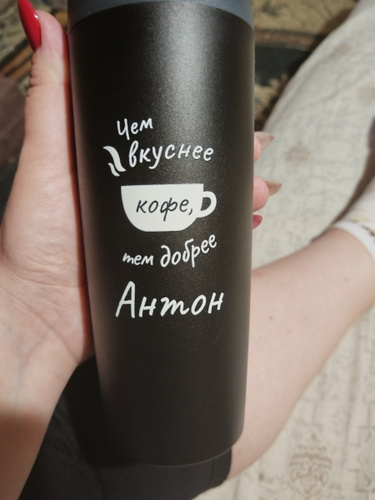 Чем
вкуснее
кофе,
тем добрее
Антон